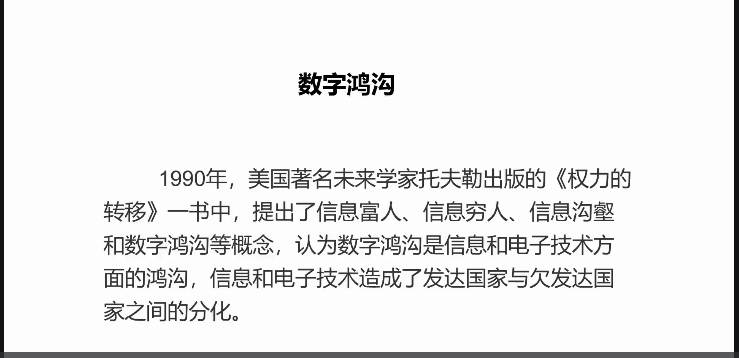 数字鸿沟
1990年，美国著名未来学家托夫勒出版的《权力的
转移》一书中，提出了信息富人、信息穷人、信息沟壑
和数字鸿沟等概念，认为数字鸿沟是信息和电子技术方
面的鸿沟，信息和电子技术造成了发达国家与欠发达国
家之间的分化。